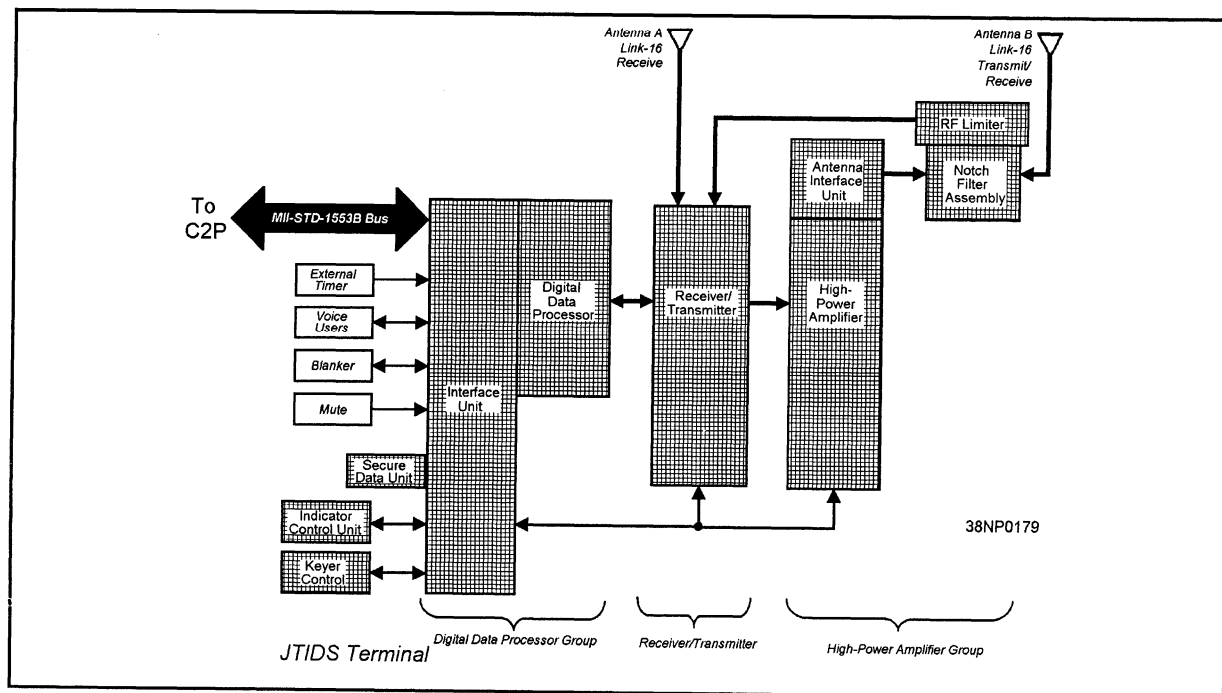 Antenna A
Link-16
Receive
Antenna B
Link-16
Transmit/
Receive
RF Limiter
Antenna
Interface
Unit
Notch
Filter
Assembly
To
C2P
MIl-STD-1553B Bus
External
Timer
Voice
Users
Blanker
Mute
Digital
Data
Processor
Receiver/
Transmitter
High-
Power
Amplifier
Interface
Unit
Secure
Data Unit
Indicator
Control Unit
Keyer
Control
38NP0179
JTIDS Terminal
Digital Data Processor Group
Receiver/Transmitter
High-Power Amplifier Group